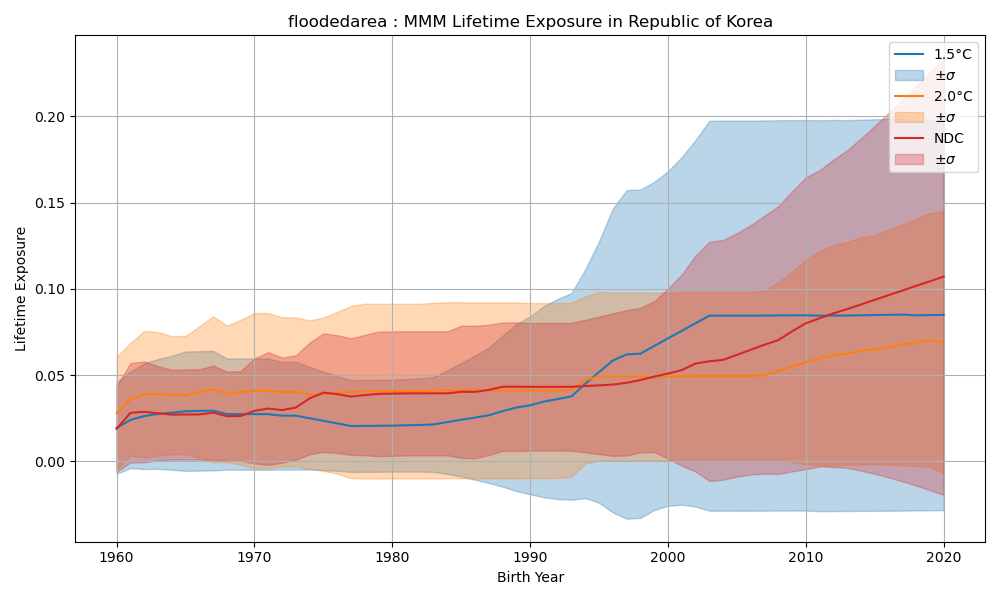 floodedarea : MMM Lifetime Exposure in Republic of Korea
1.5°C
±σ
2.0°C
±σ
NDC
±σ
Lifetime Exposure
0.20
0.15
0.10
0.05
0.00
1960 1970 1980 1990 2000 2010 2020
Birth Year